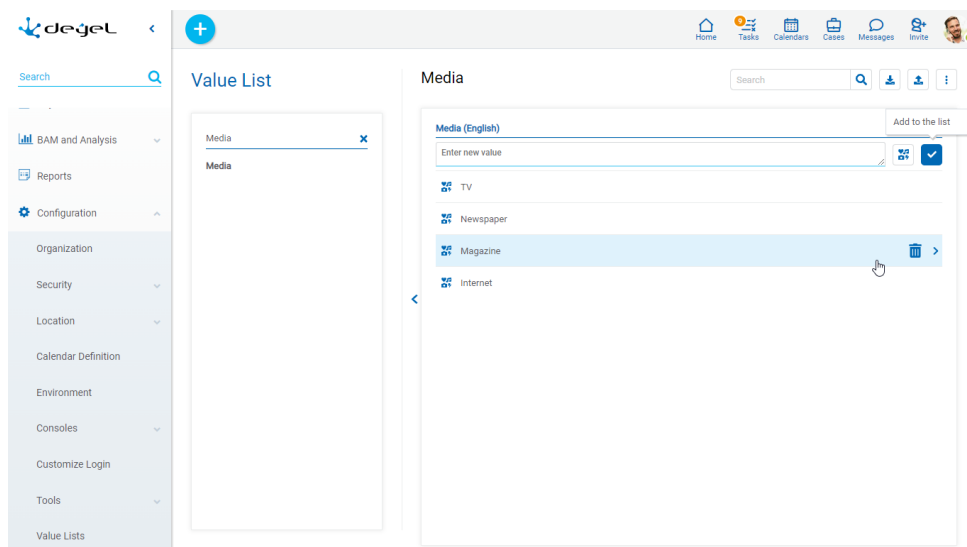 deyel
Search
BAM and Analysis
Reports
Configuration
Organization
Security
Location
Calendar Definition
Environment
Consoles
Customize Login
Tools
Value Lists
Home
Tasks
Calendars
Cases
Messages
Invite
Value List
Media
Media
Media
Search
Add to the list
Media (English)
Enter new value
TV
Newspaper
Magazine
Internet